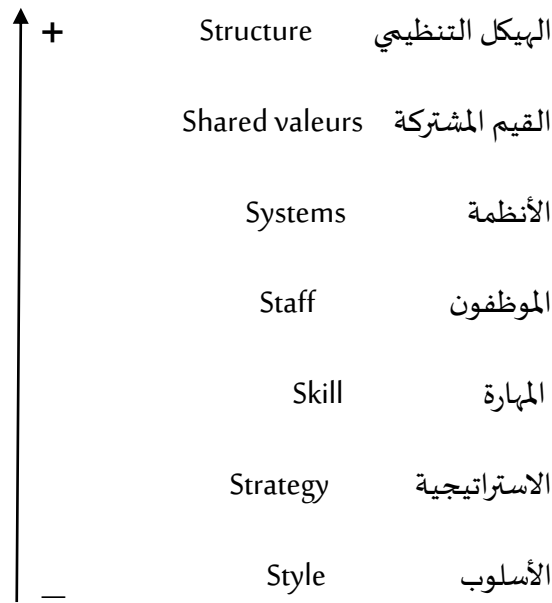 الهيكل التنظيمي Structure +
القيم المشتركة Shared valeurs
الأنظمة Systems
الموظفون Staff
المهارة Skill
الاستراتيجية Strategy
الأسلوب Style _